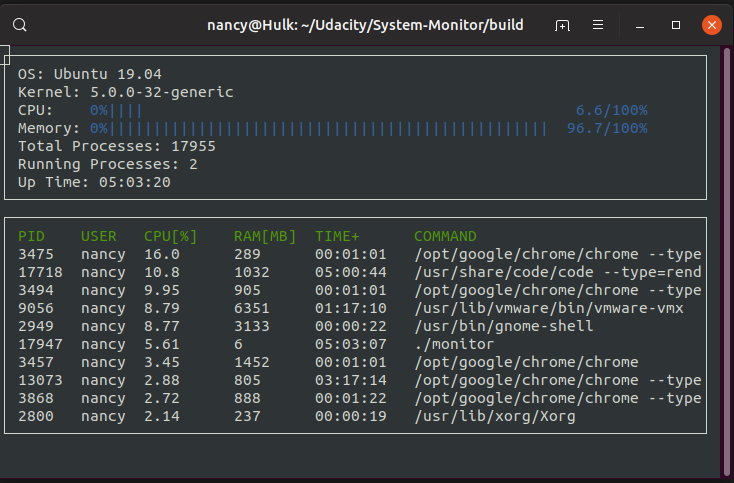 nancy@Hulk: ~/Udacity/System-Monitor/build
OS: Ubuntu 19.04
Kernel: 5.0.0-32-generic
CPU: 0%|||| 6.6/100%
Memory: 0%||||||||||||||||||||||||||||||||||||||||||||||||| 96.7/100%
Total Processes: 17955
Running Processes: 2
Up Time: 05:03:20
PID USER CPU[%] RAM[MB] TIME+ COMMAND
3475 nancy 16.0 289 00:01:01 /opt/google/chrome/chrome --type
17718 nancy 10.8 1032 05:00:44 /usr/share/code/code --type=rend
3494 nancy 9.95 905 00:01:01 /opt/google/chrome/chrome --type
9056 nancy 8.79 6351 01:17:10 /usr/lib/vmware/bin/vmware-vmx
2949 nancy 8.77 3133 00:00:22 /usr/bin/gnome-shell
17947 nancy 5.61 6 05:03:07 ./monitor
3457 nancy 3.45 1452 00:01:01 /opt/google/chrome/chrome
13073 nancy 2.88 805 03:17:14 /opt/google/chrome/chrome --type
3868 nancy 2.72 888 00:01:22 /opt/google/chrome/chrome --type
2800 nancy 2.14 237 00:00:19 /usr/lib/xorg/Xorg